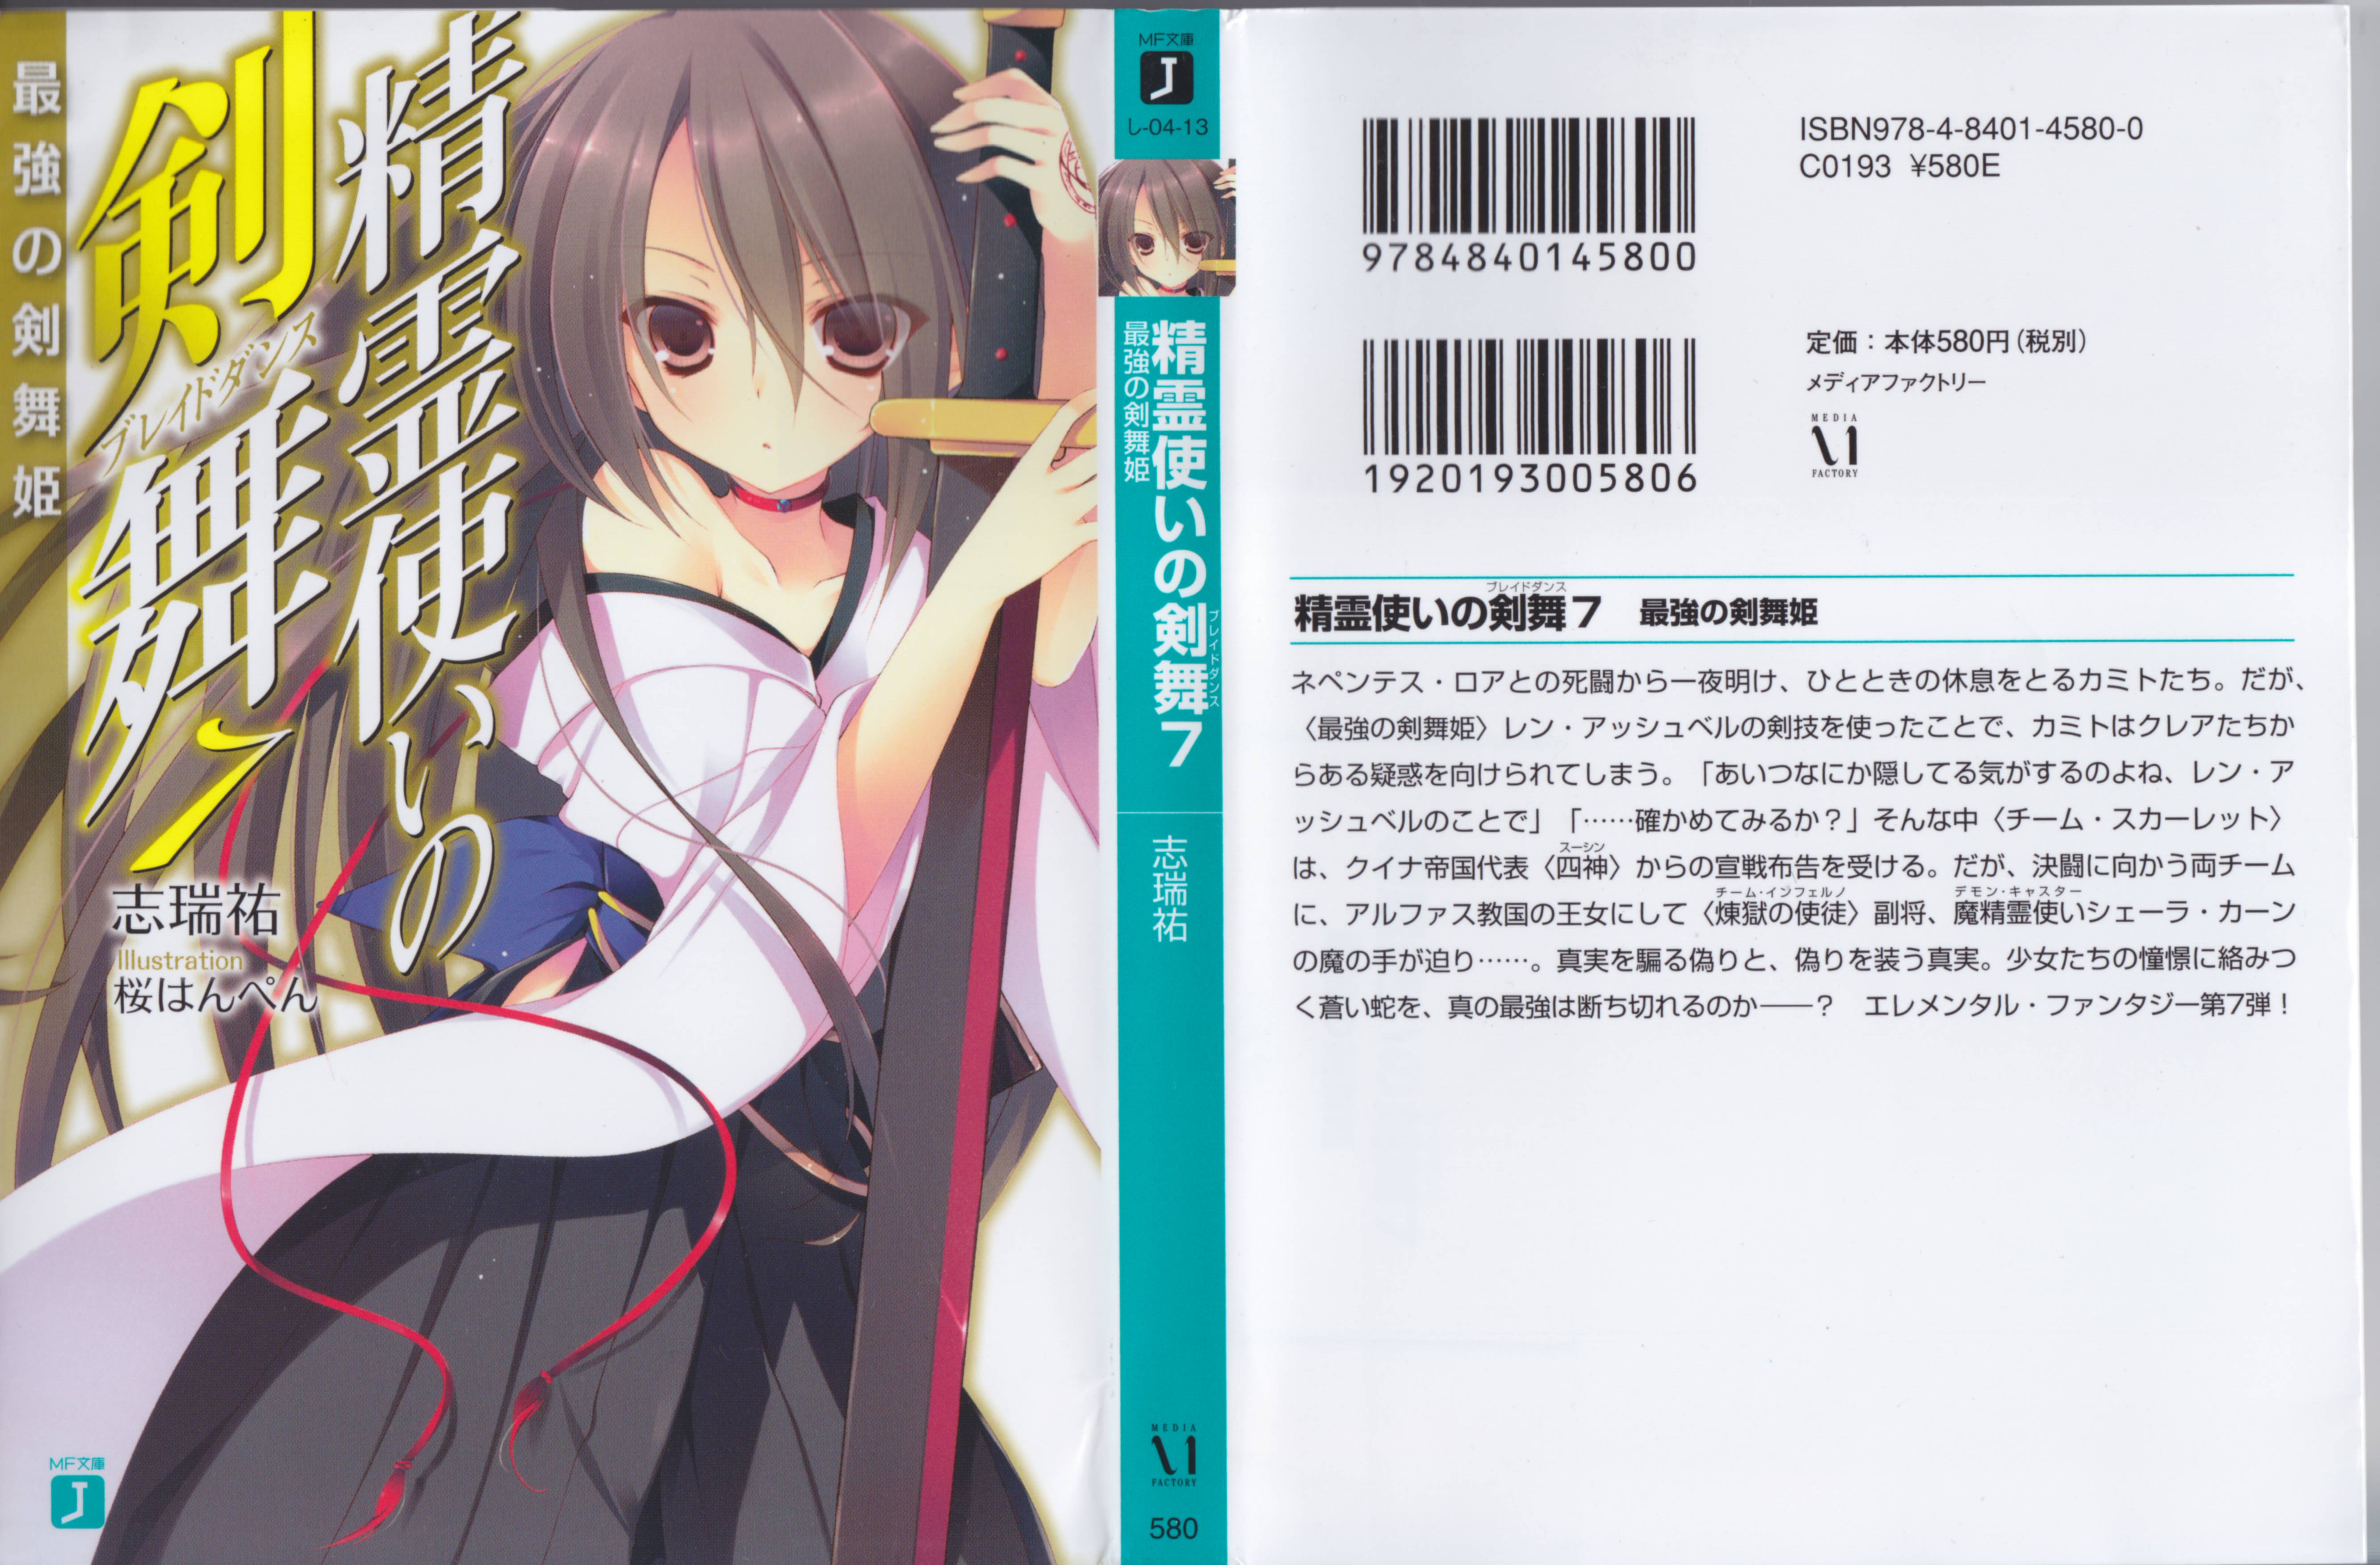 最強の剣舞姫
精霊使いの
剣舞
ブレイドダンス
7
志瑞祐
Illustration
桜はんぺん
MF文庫
J
MF文庫
J
し-04-13
精霊使いの剣舞7
ブレイドダンス
最強の剣舞姫
志瑞祐
MEDIA
FACTORY
580
9784840145800
ISBN978-4-8401-4580-0
C0193 ¥580E
1920193005806
定価：本体580円(税別)
メディアファクトリー
MEDIA
FACTORY
ブレイドダンス
精霊使いの剣舞7 最強の剣舞姫
ネペンテス・ロアとの死闘から一夜明け、ひとときの休息をとるカミトたち。だが、
〈最強の剣舞姫〉レン・アッシュベルの剣技を使ったことで、カミトはクレアたちか
らある疑惑を向けられてしまう。「あいつなにか隠してる気がするのよね、レン・ア
ッシュベルのことで」「……確かめてみるか？」そんな中〈チーム・スカーレット〉
スーシン
は、クイナ帝国代表〈四神〉からの宣戦布告を受ける。だが、決闘に向かう両チーム
チーム・インフェルノ デモン・キャスター
に、アルファス教国の王女にして〈煉獄の使徒〉副将、魔精霊使いシェーラ・カーン
の魔の手が迫り……。真実を騙る偽りと、偽りを装う真実。少女たちの憧憬に絡みつ
く蒼い蛇を、真の最強は断ち切れるのか――？ エレメンタル・ファンタジー第7弾！